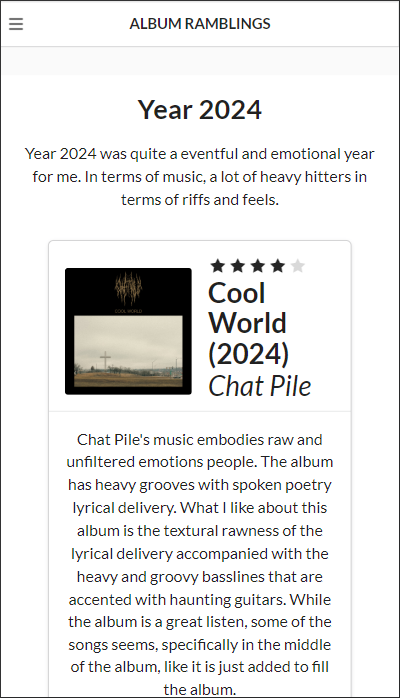 ALBUM RAMBLINGS
Year 2024
Year 2024 was quite a eventful and emotional year
for me. In terms of music, a lot of heavy hitters in
terms of riffs and feels.
Cool
World
(2024)
Chat Pile
COOL WORLD
Chat Pile's music embodies raw and
unfiltered emotions people. The album
has heavy grooves with spoken poetry
lyrical delivery. What I like about this
album is the textural rawness of the
lyrical delivery accompanied with the
heavy and groovy basslines that are
accented with haunting guitars. While
the album is a great listen, some of the
songs seems, specifically in the middle
of the album, like it is just added to fill
the album.